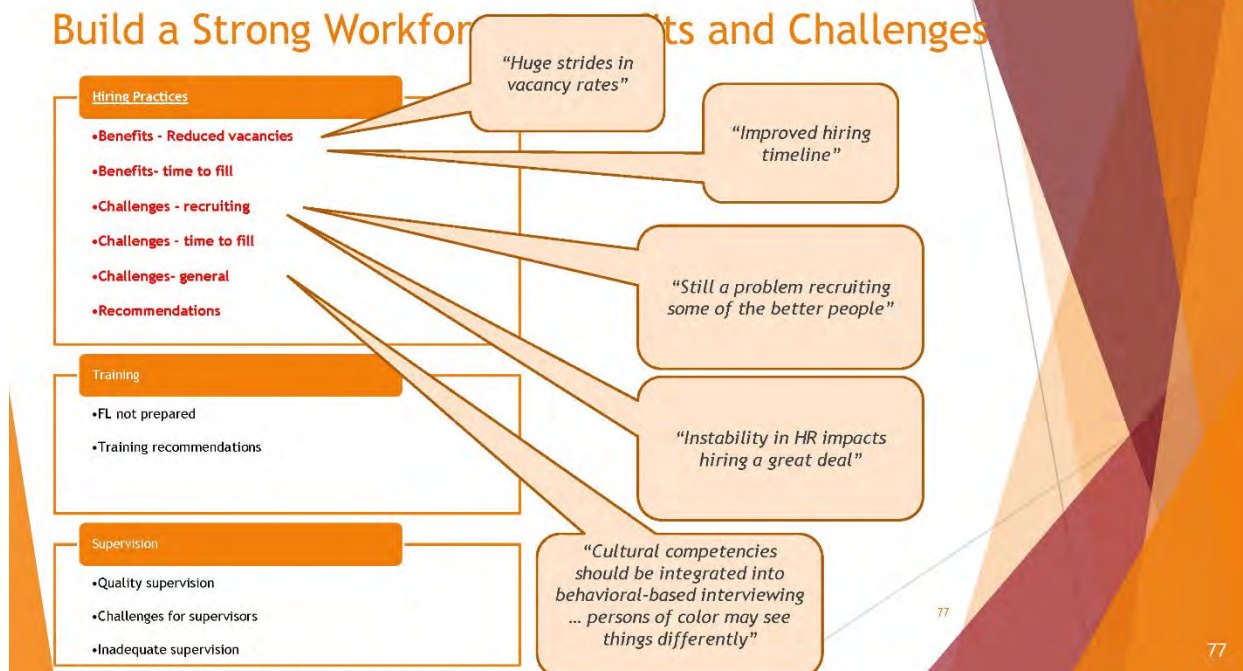 Build a Strong Workfor ts and Challenges
Hiring Practices
•Benefits - Reduced vacancies
•Benefits- time to fill
•Challenges - recruiting
•Challenges - time to fill
•Challenges- general
•Recommendations
Training
•FL not prepared
•Training recommendations
Supervision
•Quality supervision
•Challenges for supervisors
•Inadequate supervision
“Huge strides in
vacancy rates”
“Improved hiring
timeline”
“Still a problem recruiting
some of the better people”
“Instability in HR impacts
hiring a great deal”
“Cultural competencies
should be integrated into
behavioral-based interviewing
… persons of color may see
things differently”
77
77